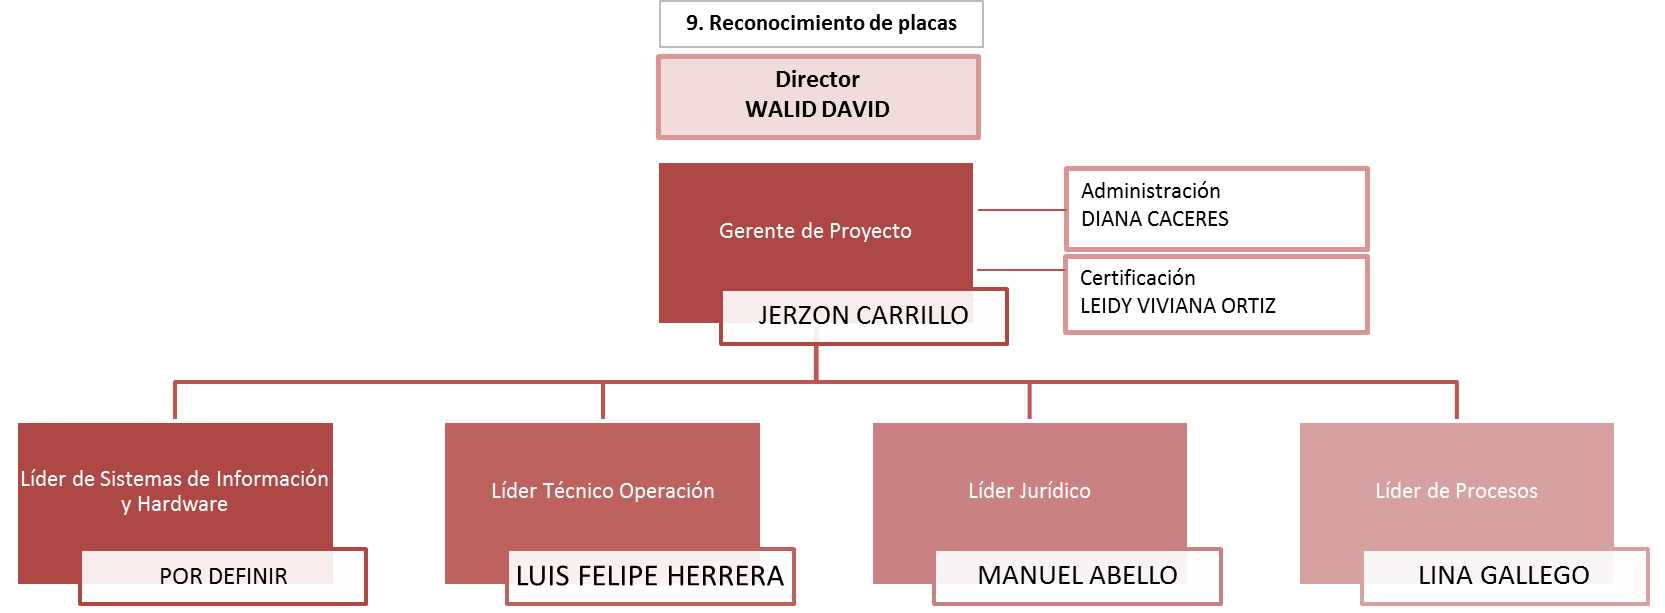 9. Reconocimiento de placas
Director
WALID DAVID
Gerente de Proyecto
JERZON CARRILLO
Administración
DIANA CACERES
Certificación
LEIDY VIVIANA ORTIZ
Líder de Sistemas de Información
y Hardware
POR DEFINIR
Líder Técnico Operación
LUIS FELIPE HERRERA
Líder Jurídico
MANUEL ABELLO
Líder de Procesos
LINA GALLEGO